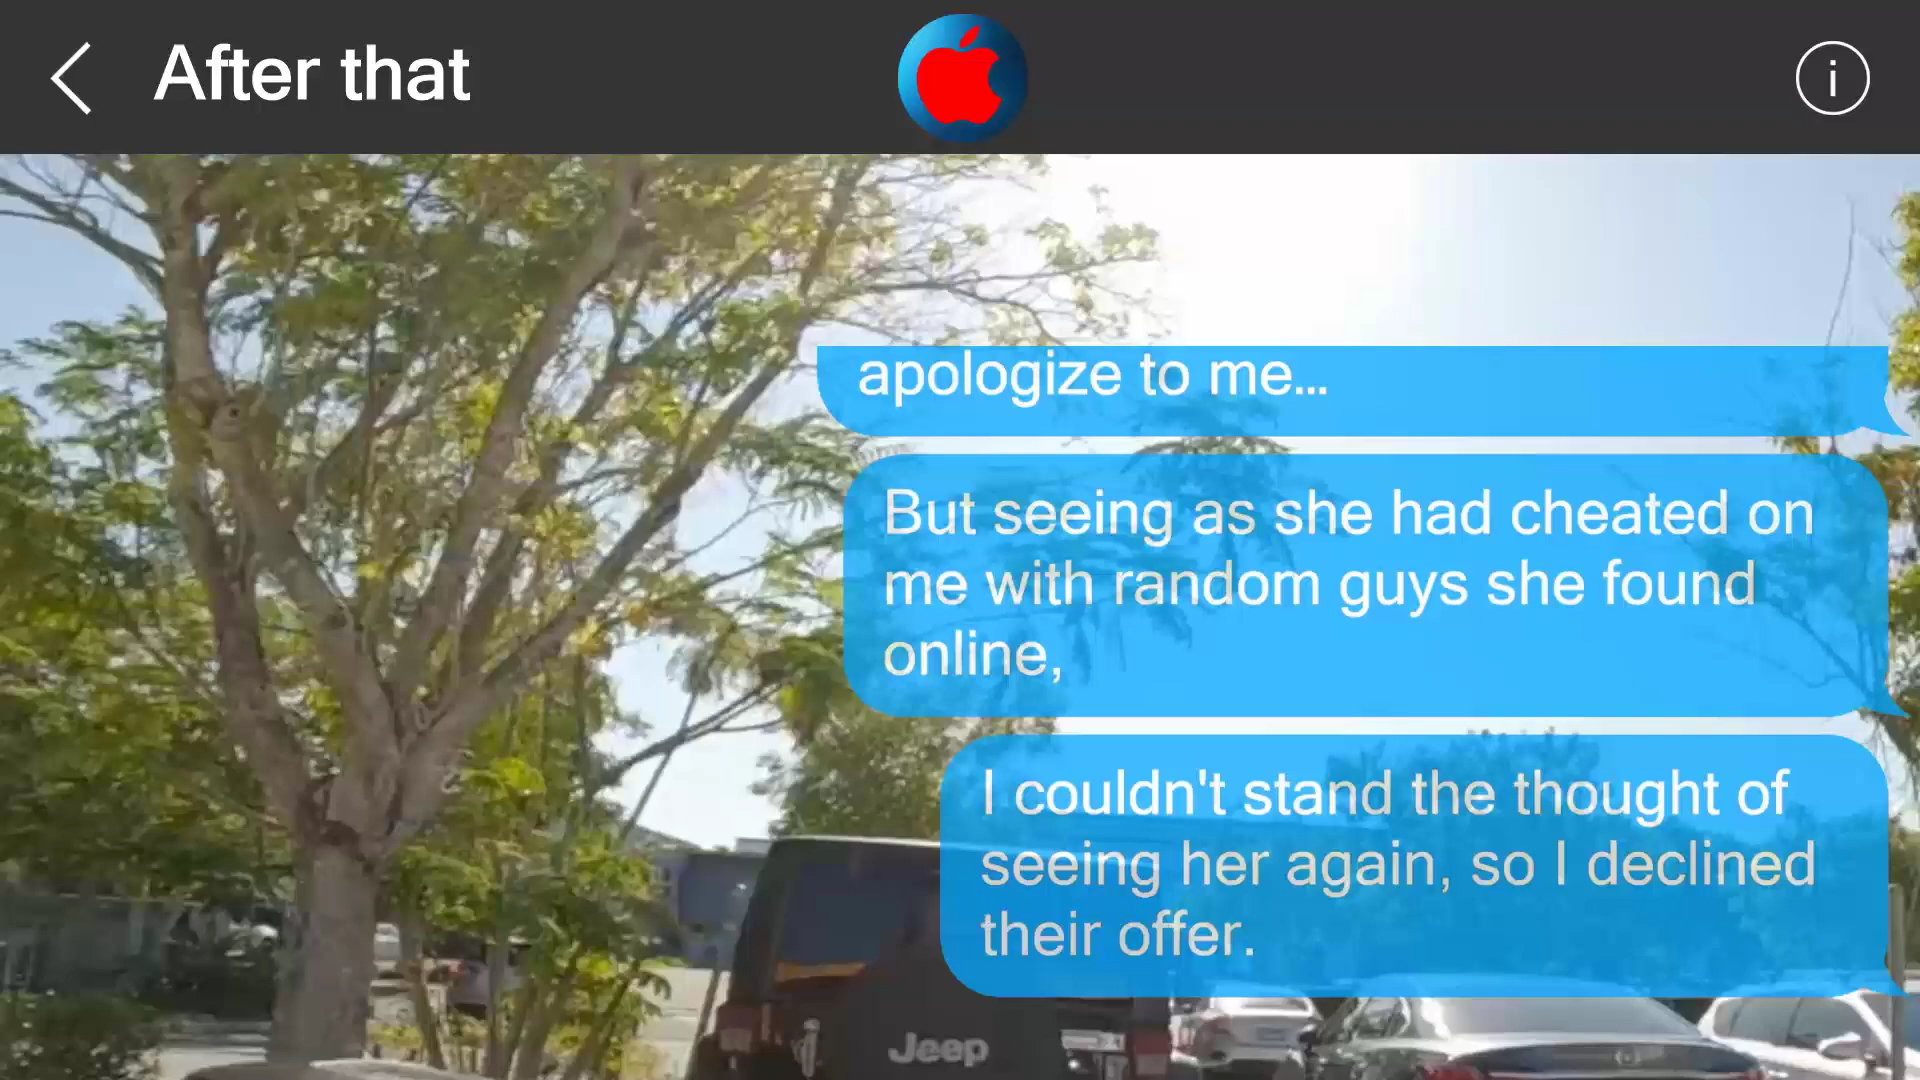 After that
apologize to me...
But seeing as she had cheated on
me with random guys she found
online,
I couldn't stand the thought of
seeing her again, so I declined
their offer.
Jeep